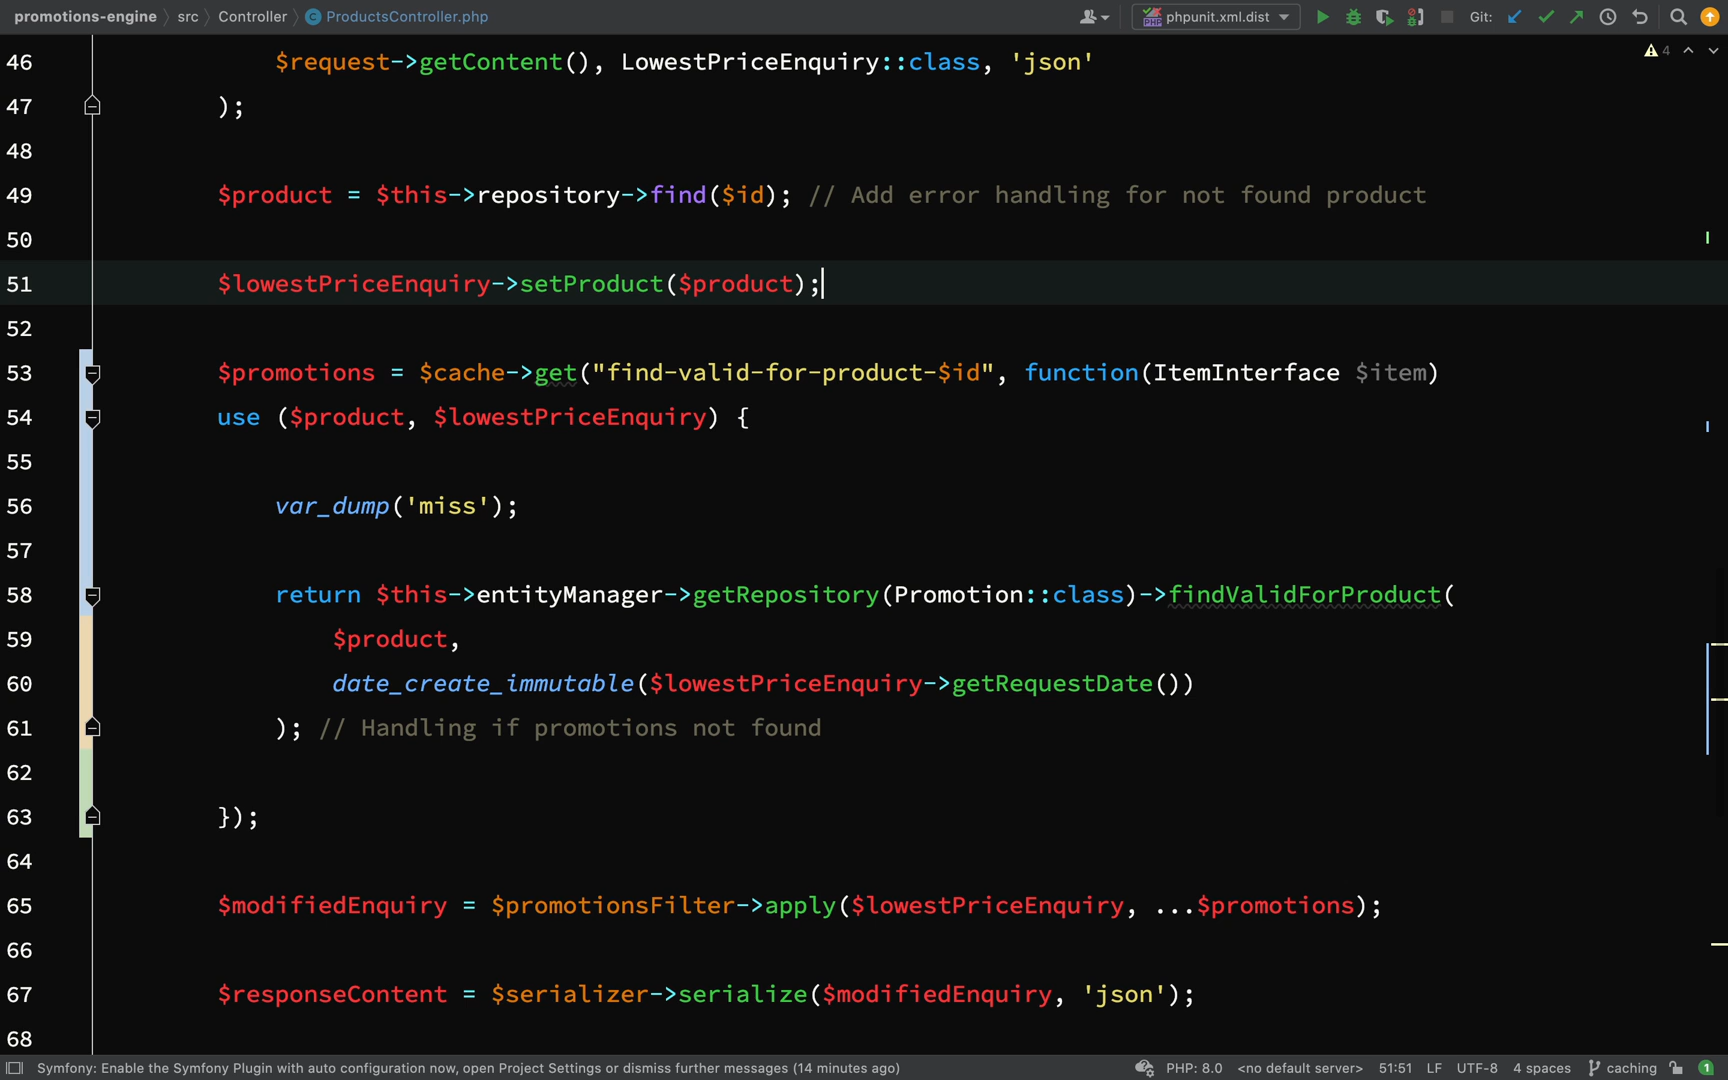 promotions-engine src Controller ProductsController.php phpunit.xml.dist Git:
46 $request->getContent(), LowestPriceEnquiry::class, 'json' 4
47 );
48
49 $product = $this->repository->find($id); // Add error handling for not found product
50
51 $lowestPriceEnquiry->setProduct($product);
52
53 $promotions = $cache->get("find-valid-for-product-$id", function(ItemInterface $item)
54 use ($product, $lowestPriceEnquiry) {
55
56 var_dump('miss');
57
58 return $this->entityManager->getRepository(Promotion::class)->findValidForProduct(
59 $product,
60 date_create_immutable($lowestPriceEnquiry->getRequestDate())
61 ); // Handling if promotions not found
62
63 });
64
65 $modifiedEnquiry = $promotionsFilter->apply($lowestPriceEnquiry, ...$promotions);
66
67 $responseContent = $serializer->serialize($modifiedEnquiry, 'json');
68
Symfony: Enable the Symfony Plugin with auto configuration now, open Project Settings or dismiss further messages (14 minutes ago) PHP: 8.0 <no default server> 51:51 LF UTF-8 4 spaces caching 1